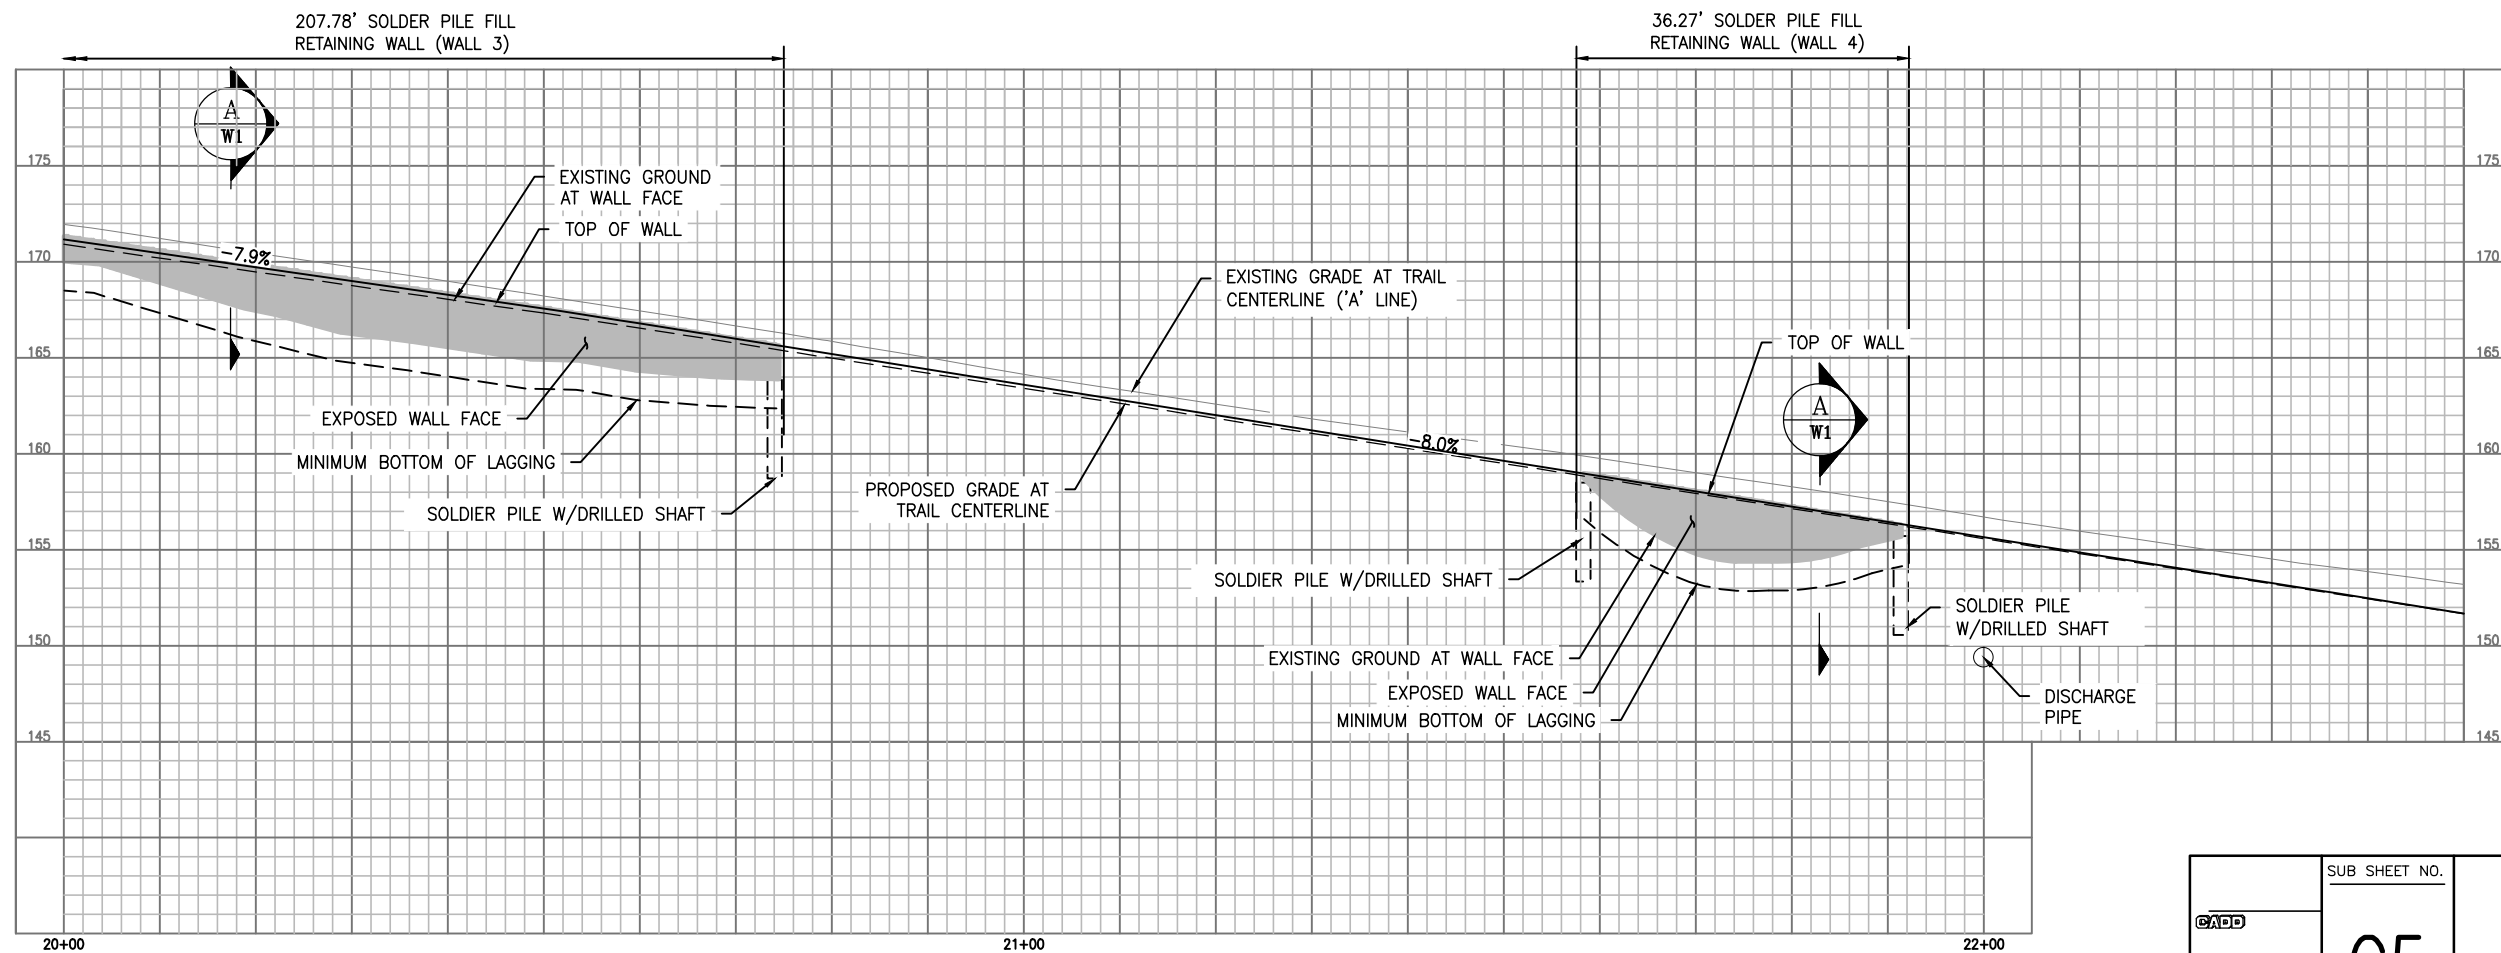 207.78' SOLDER PILE FILL
RETAINING WALL (WALL 3)
36.27' SOLDER PILE FILL
RETAINING WALL (WALL 4)
A
W1
175
175
EXISTING GROUND
AT WALL FACE
TOP OF WALL
-7.9%
170
170
EXISTING GRADE AT TRAIL
CENTERLINE ('A' LINE)
TOP OF WALL
165
165
A
W1
EXPOSED WALL FACE
-8.0%
160
160
MINIMUM BOTTOM OF LAGGING
PROPOSED GRADE AT
TRAIL CENTERLINE
SOLDIER PILE W/DRILLED SHAFT
155
155
SOLDIER PILE W/DRILLED SHAFT
SOLDIER PILE
W/DRILLED SHAFT
150
150
EXISTING GROUND AT WALL FACE
EXPOSED WALL FACE
DISCHARGE
PIPE
MINIMUM BOTTOM OF LAGGING
145
145
SUB SHEET NO.
CADD
20+00
21+00
22+00